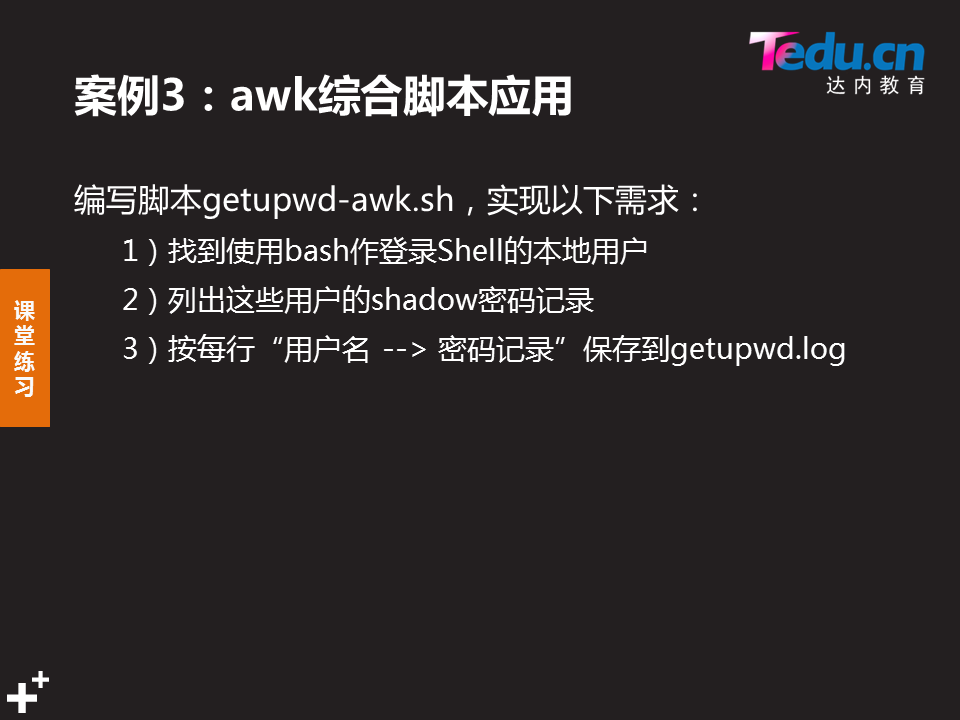 Tedu.cn
达内教育
案例3：awk综合脚本应用
编写脚本getupwd-awk.sh，实现以下需求：
1）找到使用bash作登录Shell的本地用户
2）列出这些用户的shadow密码记录
3）按每行“用户名 --> 密码记录”保存到getupwd.log
课堂练习